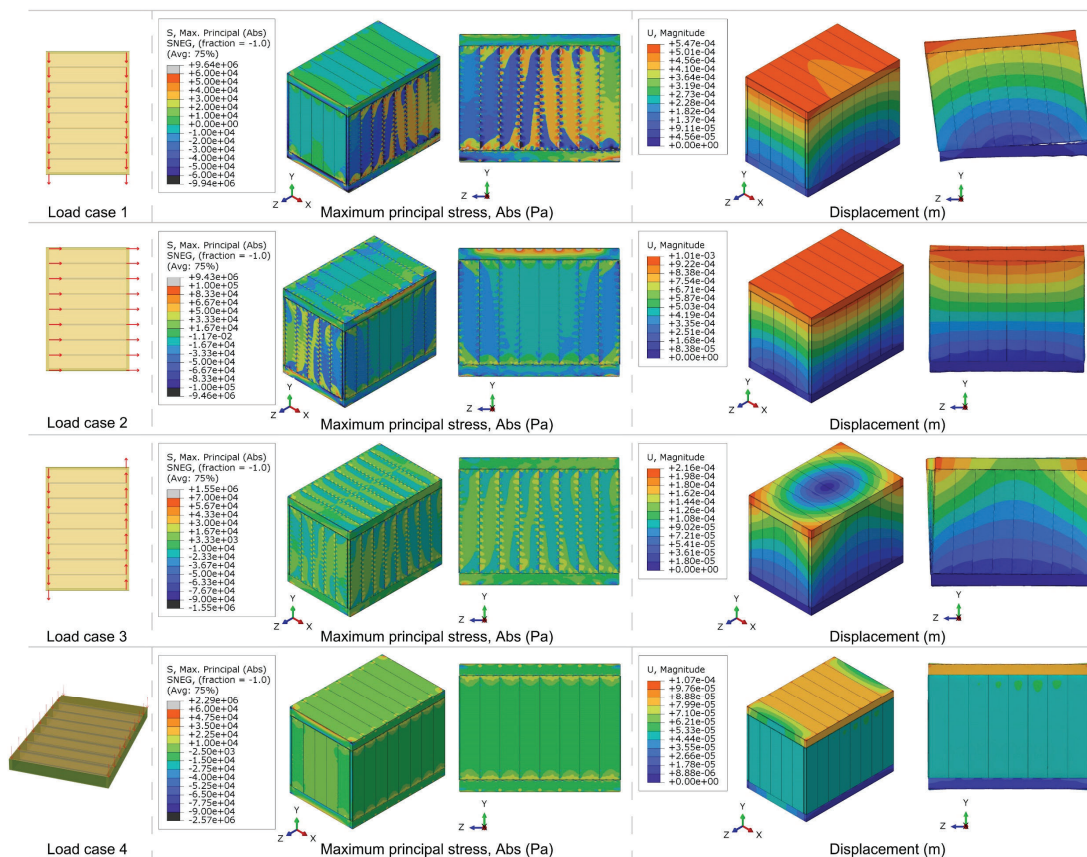 S, Max. Principal (Abs)
SNEG, (fraction = -1.0)
(Avg: 75%)
+9.64e+06
+6.00e+04
+5.00e+04
+4.00e+04
+3.00e+04
+2.00e+04
+1.00e+04
+0.00e+00
-1.00e+04
-2.00e+04
-3.00e+04
-4.00e+04
-5.00e+04
-6.00e+04
-9.94e+06
Y
Z
X
Y
Z
X
U, Magnitude
+5.47e-04
+5.01e-04
+4.56e-04
+4.10e-04
+3.64e-04
+3.19e-04
+2.73e-04
+2.28e-04
+1.82e-04
+1.37e-04
+9.11e-05
+4.56e-05
+0.00e+00
Y
Z
X
Y
Z
X
Load case 1
Maximum principal stress, Abs (Pa)
Displacement (m)
S, Max. Principal (Abs)
SNEG, (fraction = -1.0)
(Avg: 75%)
+9.43e+06
+1.00e+05
+8.33e+04
+6.67e+04
+5.00e+04
+3.33e+04
+1.67e+04
-1.17e-02
-1.67e+04
-3.33e+04
-5.00e+04
-6.67e+04
-8.33e+04
-1.00e+05
-9.46e+06
Y
Z
X
Y
Z
X
U, Magnitude
+1.01e-03
+9.22e-04
+8.38e-04
+7.54e-04
+6.71e-04
+5.87e-04
+5.03e-04
+4.19e-04
+3.35e-04
+2.51e-04
+1.68e-04
+8.38e-05
+0.00e+00
Y
Z
X
Y
Z
X
Load case 2
Maximum principal stress, Abs (Pa)
Displacement (m)
S, Max. Principal (Abs)
SNEG, (fraction = -1.0)
(Avg: 75%)
+1.55e+06
+7.00e+04
+5.67e+04
+4.33e+04
+3.00e+04
+1.67e+04
+3.33e+03
-1.00e+04
-2.33e+04
-3.67e+04
-5.00e+04
-6.33e+04
-7.67e+04
-9.00e+04
-1.55e+06
Y
Z
X
Y
Z
X
U, Magnitude
+2.16e-04
+1.98e-04
+1.80e-04
+1.62e-04
+1.44e-04
+1.26e-04
+1.08e-04
+9.02e-05
+7.21e-05
+5.41e-05
+3.61e-05
+1.80e-05
+0.00e+00
Y
Z
X
Y
Z
X
Load case 3
Maximum principal stress, Abs (Pa)
Displacement (m)
S, Max. Principal (Abs)
SNEG, (fraction = -1.0)
(Avg: 75%)
+2.29e+06
+6.00e+04
+4.75e+04
+3.50e+04
+2.25e+04
+1.00e+04
-2.50e+03
-1.50e+04
-2.75e+04
-4.00e+04
-5.25e+04
-6.50e+04
-7.75e+04
-9.00e+04
-2.57e+06
Y
Z
X
Y
Z
X
U, Magnitude
+1.07e-04
+9.76e-05
+8.88e-05
+7.99e-05
+7.10e-05
+6.21e-05
+5.33e-05
+4.44e-05
+3.55e-05
+2.66e-05
+1.78e-05
+8.88e-06
+0.00e+00
Y
Z
X
Y
Z
X
Load case 4
Maximum principal stress, Abs (Pa)
Displacement (m)